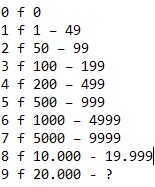 0 f 0
1 f 1 – 49
2 f 50 – 99
3 f 100 – 199
4 f 200 – 499
5 f 500 – 999
6 f 1000 – 4999
7 f 5000 – 9999
8 f 10.000 - 19.999
9 f 20.000 - ?